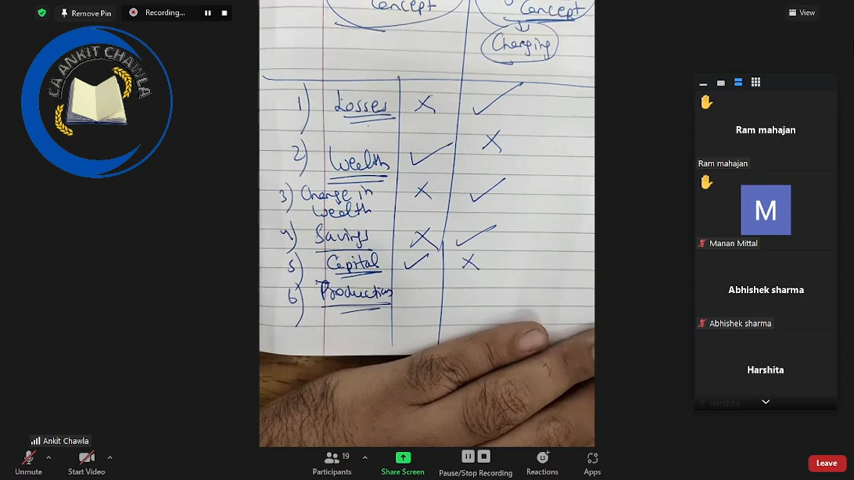 Remove Pin
Recording...
View
CA ANKIT CHAWLA
Concept
Concept
Changing
1) Losses ✗ ✓
2) Wealth ✓ ✗
3) Change in
wealth ✗ ✓
4) Savings ✗ ✓
5) Capital ✓ ✗
6) Production
Ram mahajan
Ram mahajan
M
Manan Mittal
Abhishek sharma
Abhishek sharma
Harshita
Harshita
Ankit Chawla
Unmute
Start Video
19
Participants
Share Screen
Pause/Stop Recording
Reactions
Apps
Leave